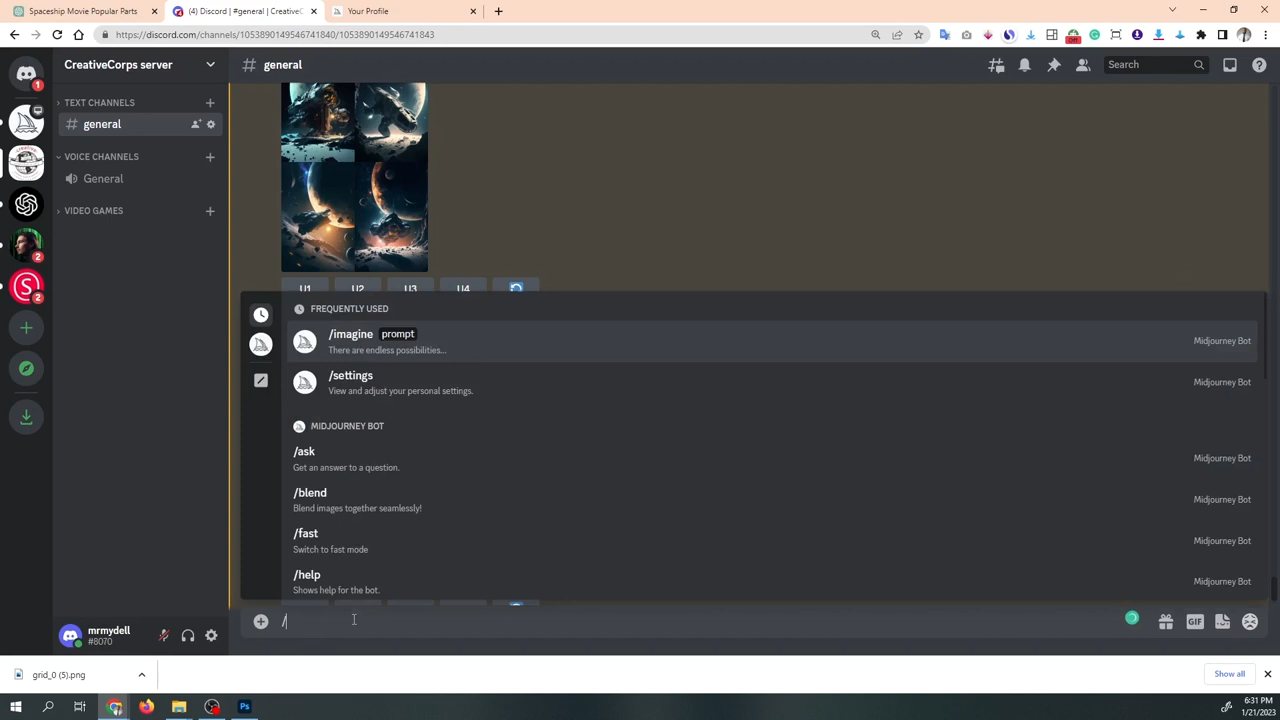 Spaceship Movie Popular Parts
(4) Discord | #general | CreativeC
Your Profile
https://discord.com/channels/1053890149546741840/1053890149546741843
Off
1
CreativeCorps server
# general
Search
TEXT CHANNELS
general
VOICE CHANNELS
General
VIDEO GAMES
2
2
U1 U2 U3 U4
FREQUENTLY USED
/imagine prompt
There are endless possibilities...
Midjourney Bot
/settings
View and adjust your personal settings.
Midjourney Bot
MIDJOURNEY BOT
/ask
Get an answer to a question.
Midjourney Bot
/blend
Blend images together seamlessly!
Midjourney Bot
/fast
Switch to fast mode
Midjourney Bot
/help
Shows help for the bot.
Midjourney Bot
/
GIF
mrmydell
#8070
grid_0 (5).png
Show all
Ps
6:31 PM
1/21/2023